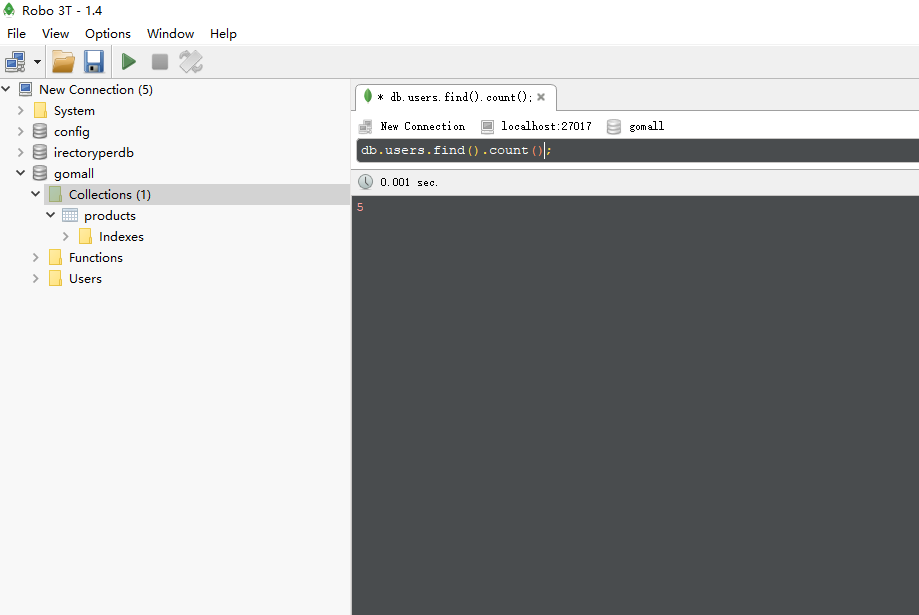 Robo 3T - 1.4
File View Options Window Help
New Connection (5)
System
config
irectoryperdb
gomall
Collections (1)
products
Indexes
Functions
Users
* db.users.find().count();
New Connection localhost:27017 gomall
db.users.find().count();
0.001 sec.
5